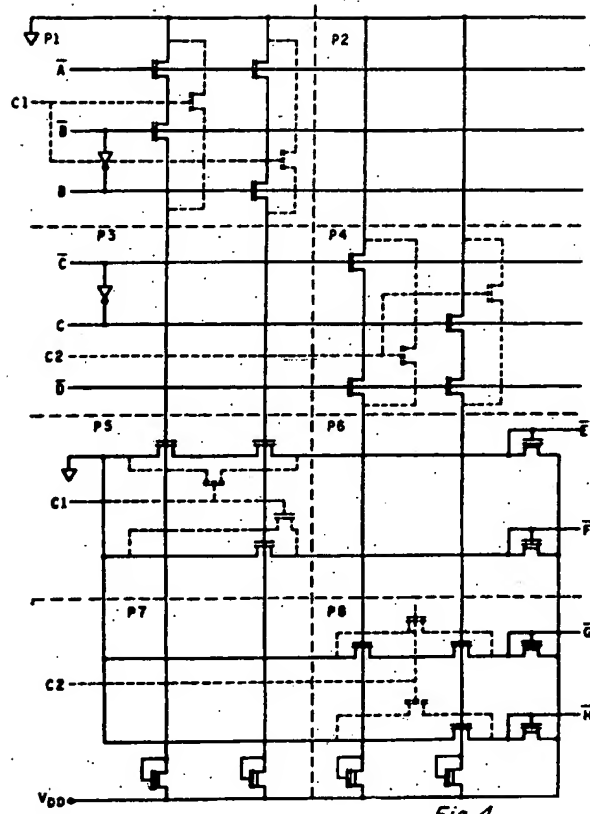 P1 P2
A̅
C1
B̅
B
P3 P4
C̅
C
C2
D̅
P5 P6
E̅
C1
F̅
P7 P8
G̅
C2
H̅
VDD
Fig. 4